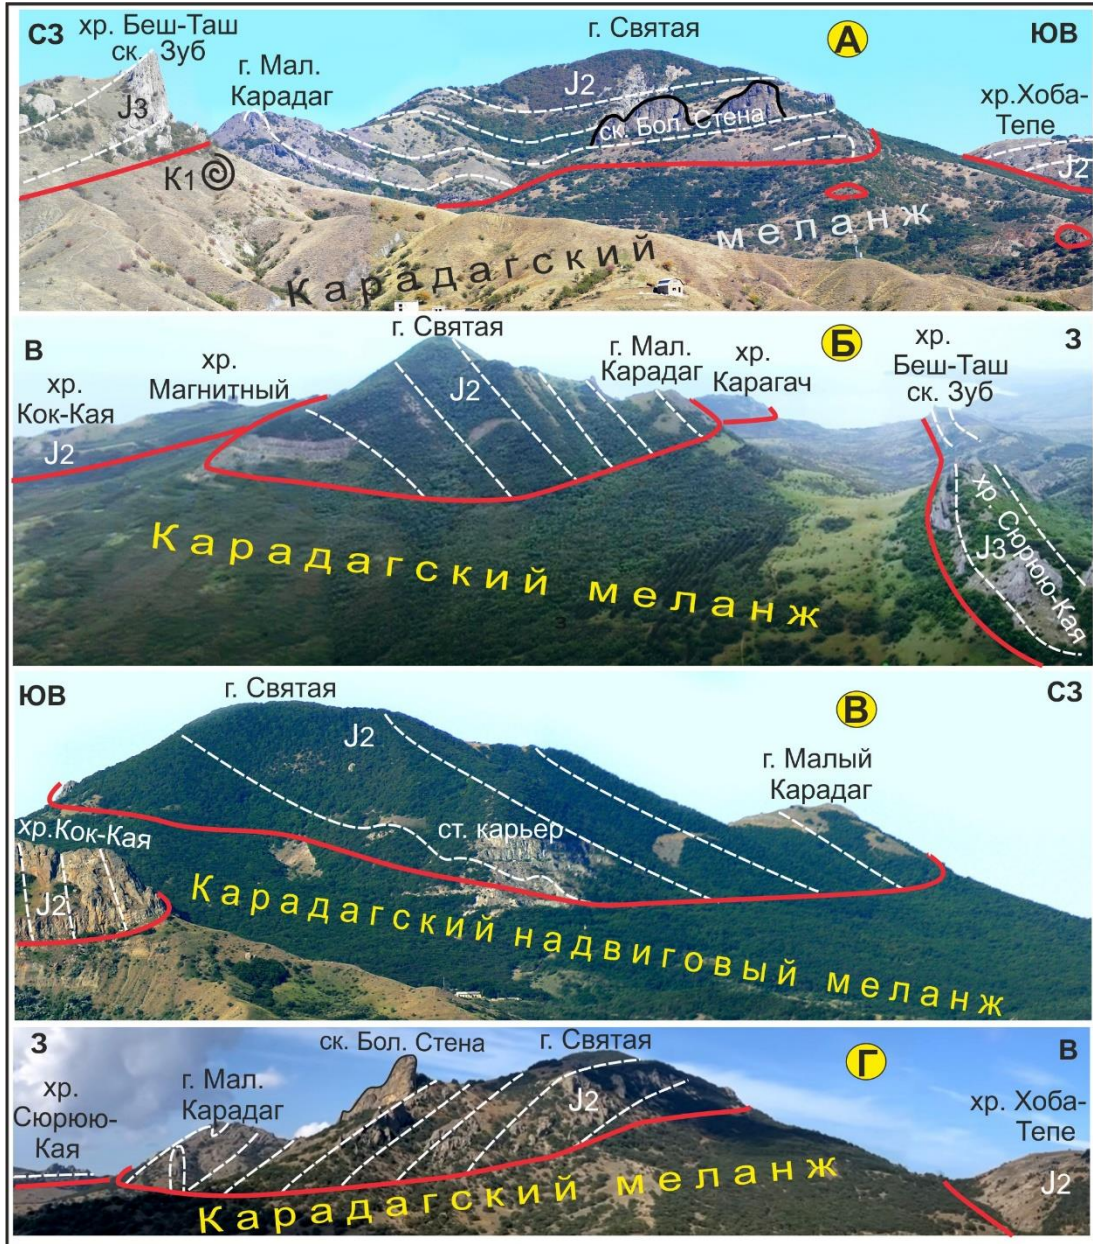 СЗ
хр. Беш-Таш
ск. Зуб
г. Мал.
Карадаг
г. Святая
А
ЮВ
хр.Хоба-
Тепе
J3
J2
ск. Бол. Стена
J2
К1
Карадагский меланж
В
хр.
Кок-Кая
хр.
Магнитный
г. Святая
г. Мал.
Карадаг
хр.
Карагач
Б
хр.
Беш-Таш
ск. Зуб
З
J2
J2
хр. Сюрюю-Кая
J3
Карадагский меланж
з
ЮВ
г. Святая
В
СЗ
J2
г. Малый
Карадаг
хр.Кок-Кая
ст. карьер
J2
Карадагский надвиговый меланж
З
хр.
Сюрюю-
Кая
г. Мал.
Карадаг
ск. Бол. Стена
г. Святая
Г
В
хр. Хоба-
Тепе
J2
J2
Карадагский меланж